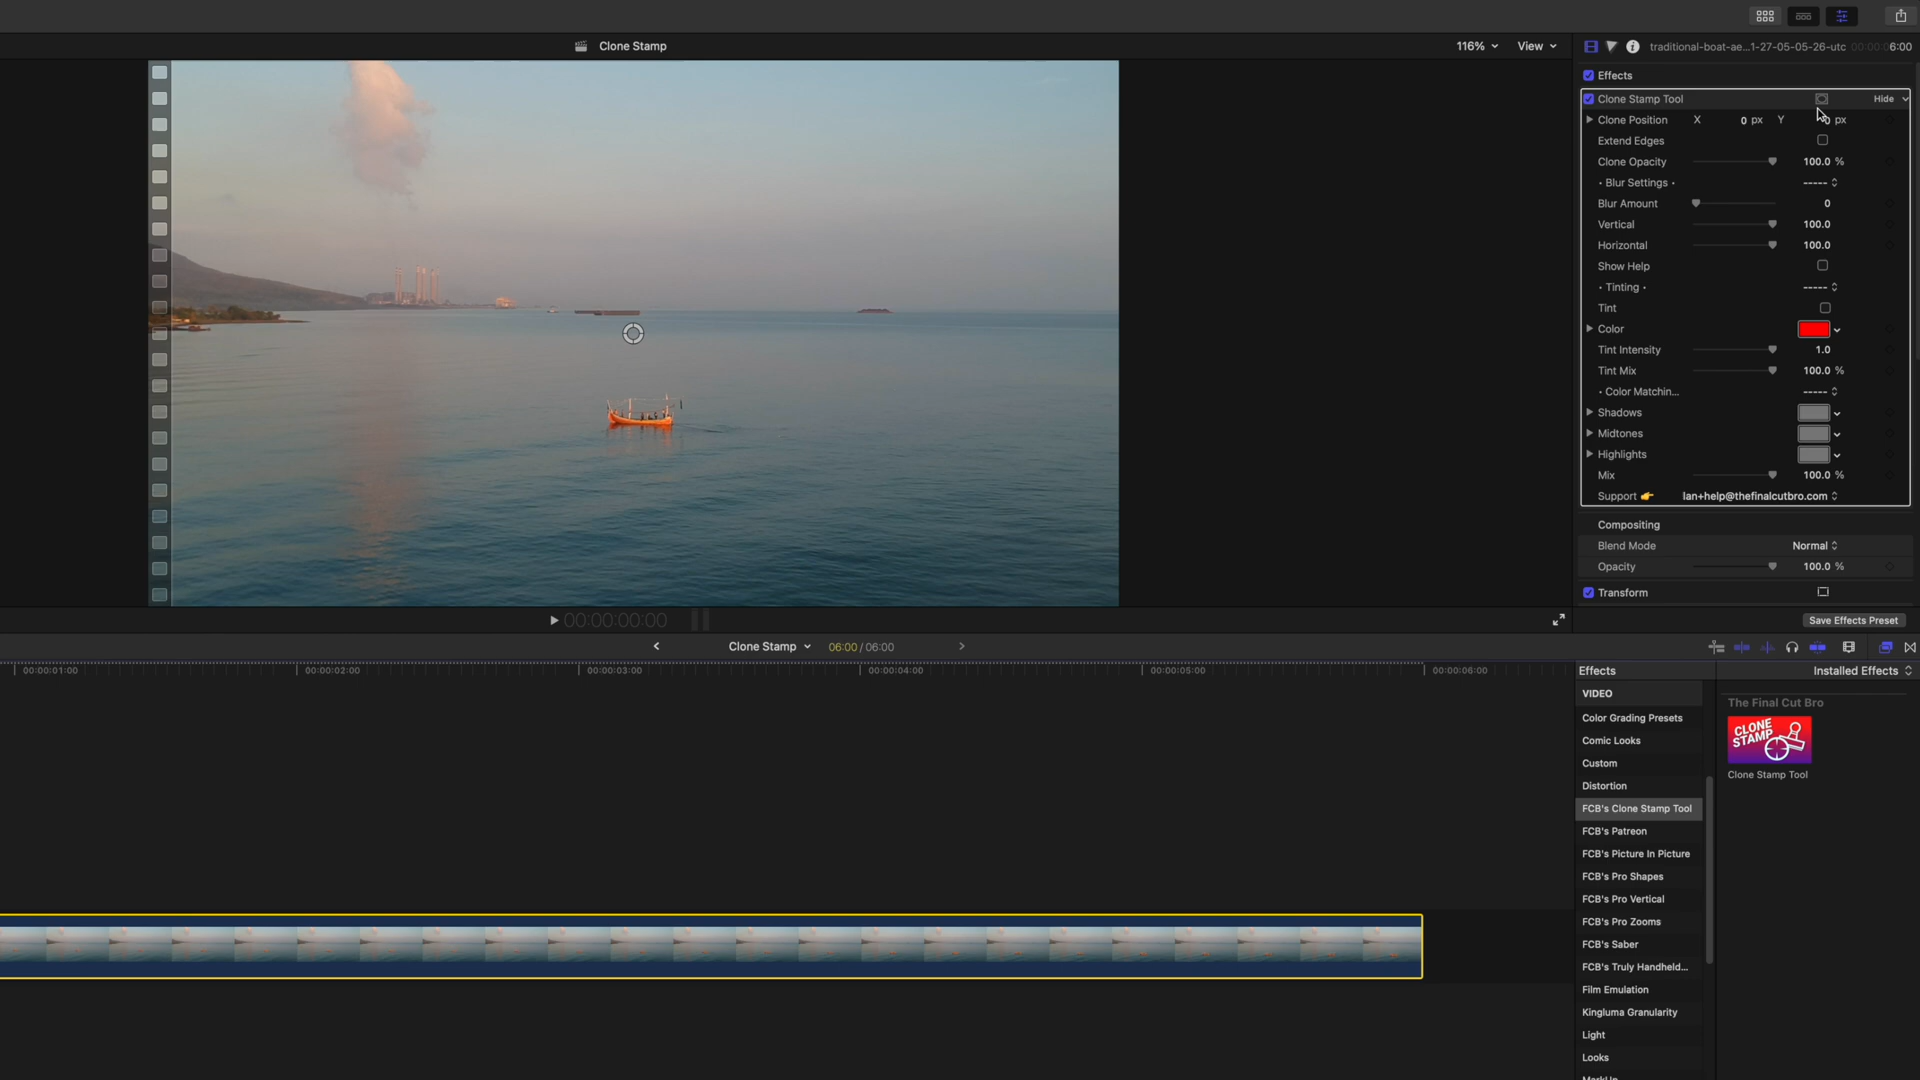 Clone Stamp
116%
View
traditional-boat-ae...1-27-05-05-26-utc
00:00:06:00
Effects
Clone Stamp Tool
Hide
Clone Position X 0 px Y 0 px
Extend Edges
Clone Opacity 100.0 %
• Blur Settings • -----
Blur Amount 0
Vertical 100.0
Horizontal 100.0
Show Help
• Tinting • -----
Tint
Color
Tint Intensity 1.0
Tint Mix 100.0 %
• Color Matchin... -----
Shadows
Midtones
Highlights
Mix 100.0 %
Support 👉 Ian+help@thefinalcutbro.com
Compositing
Blend Mode Normal
Opacity 100.0 %
Transform
00:00:00:00
Save Effects Preset
Clone Stamp 06:00 / 06:00
00:00:01:00 00:00:02:00 00:00:03:00 00:00:04:00 00:00:05:00 00:00:06:00
Effects
Installed Effects
VIDEO
Color Grading Presets
Comic Looks
Custom
Distortion
FCB's Clone Stamp Tool
FCB's Patreon
FCB's Picture In Picture
FCB's Pro Shapes
FCB's Pro Vertical
FCB's Pro Zooms
FCB's Saber
FCB's Truly Handheld...
Film Emulation
Kingluma Granularity
Light
Looks
MarkUp
The Final Cut Bro
CLONE
STAMP
Clone Stamp Tool